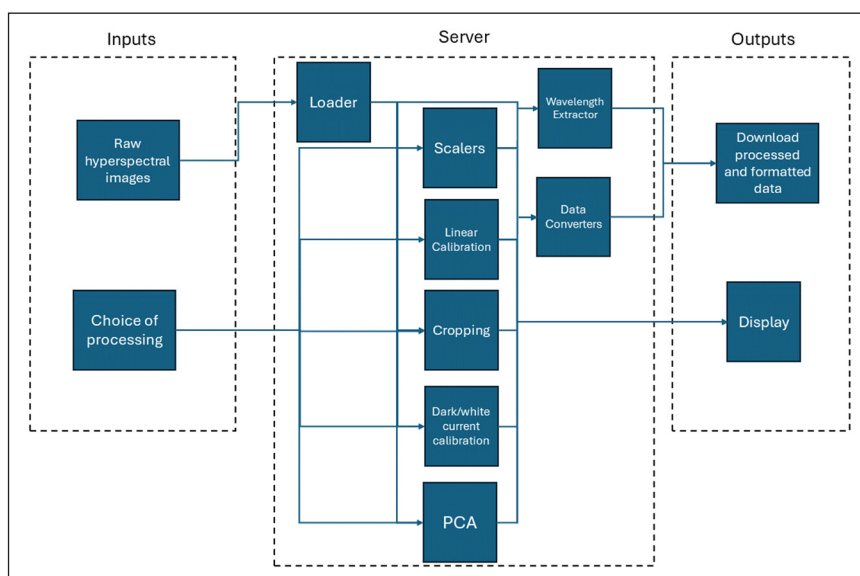 Inputs
Server
Outputs
Raw
hyperspectral
images
Choice of
processing
Loader
Scalers
Linear
Calibration
Cropping
Dark/white
current
calibration
PCA
Wavelength
Extractor
Data
Converters
Download
processed
and formatted
data
Display